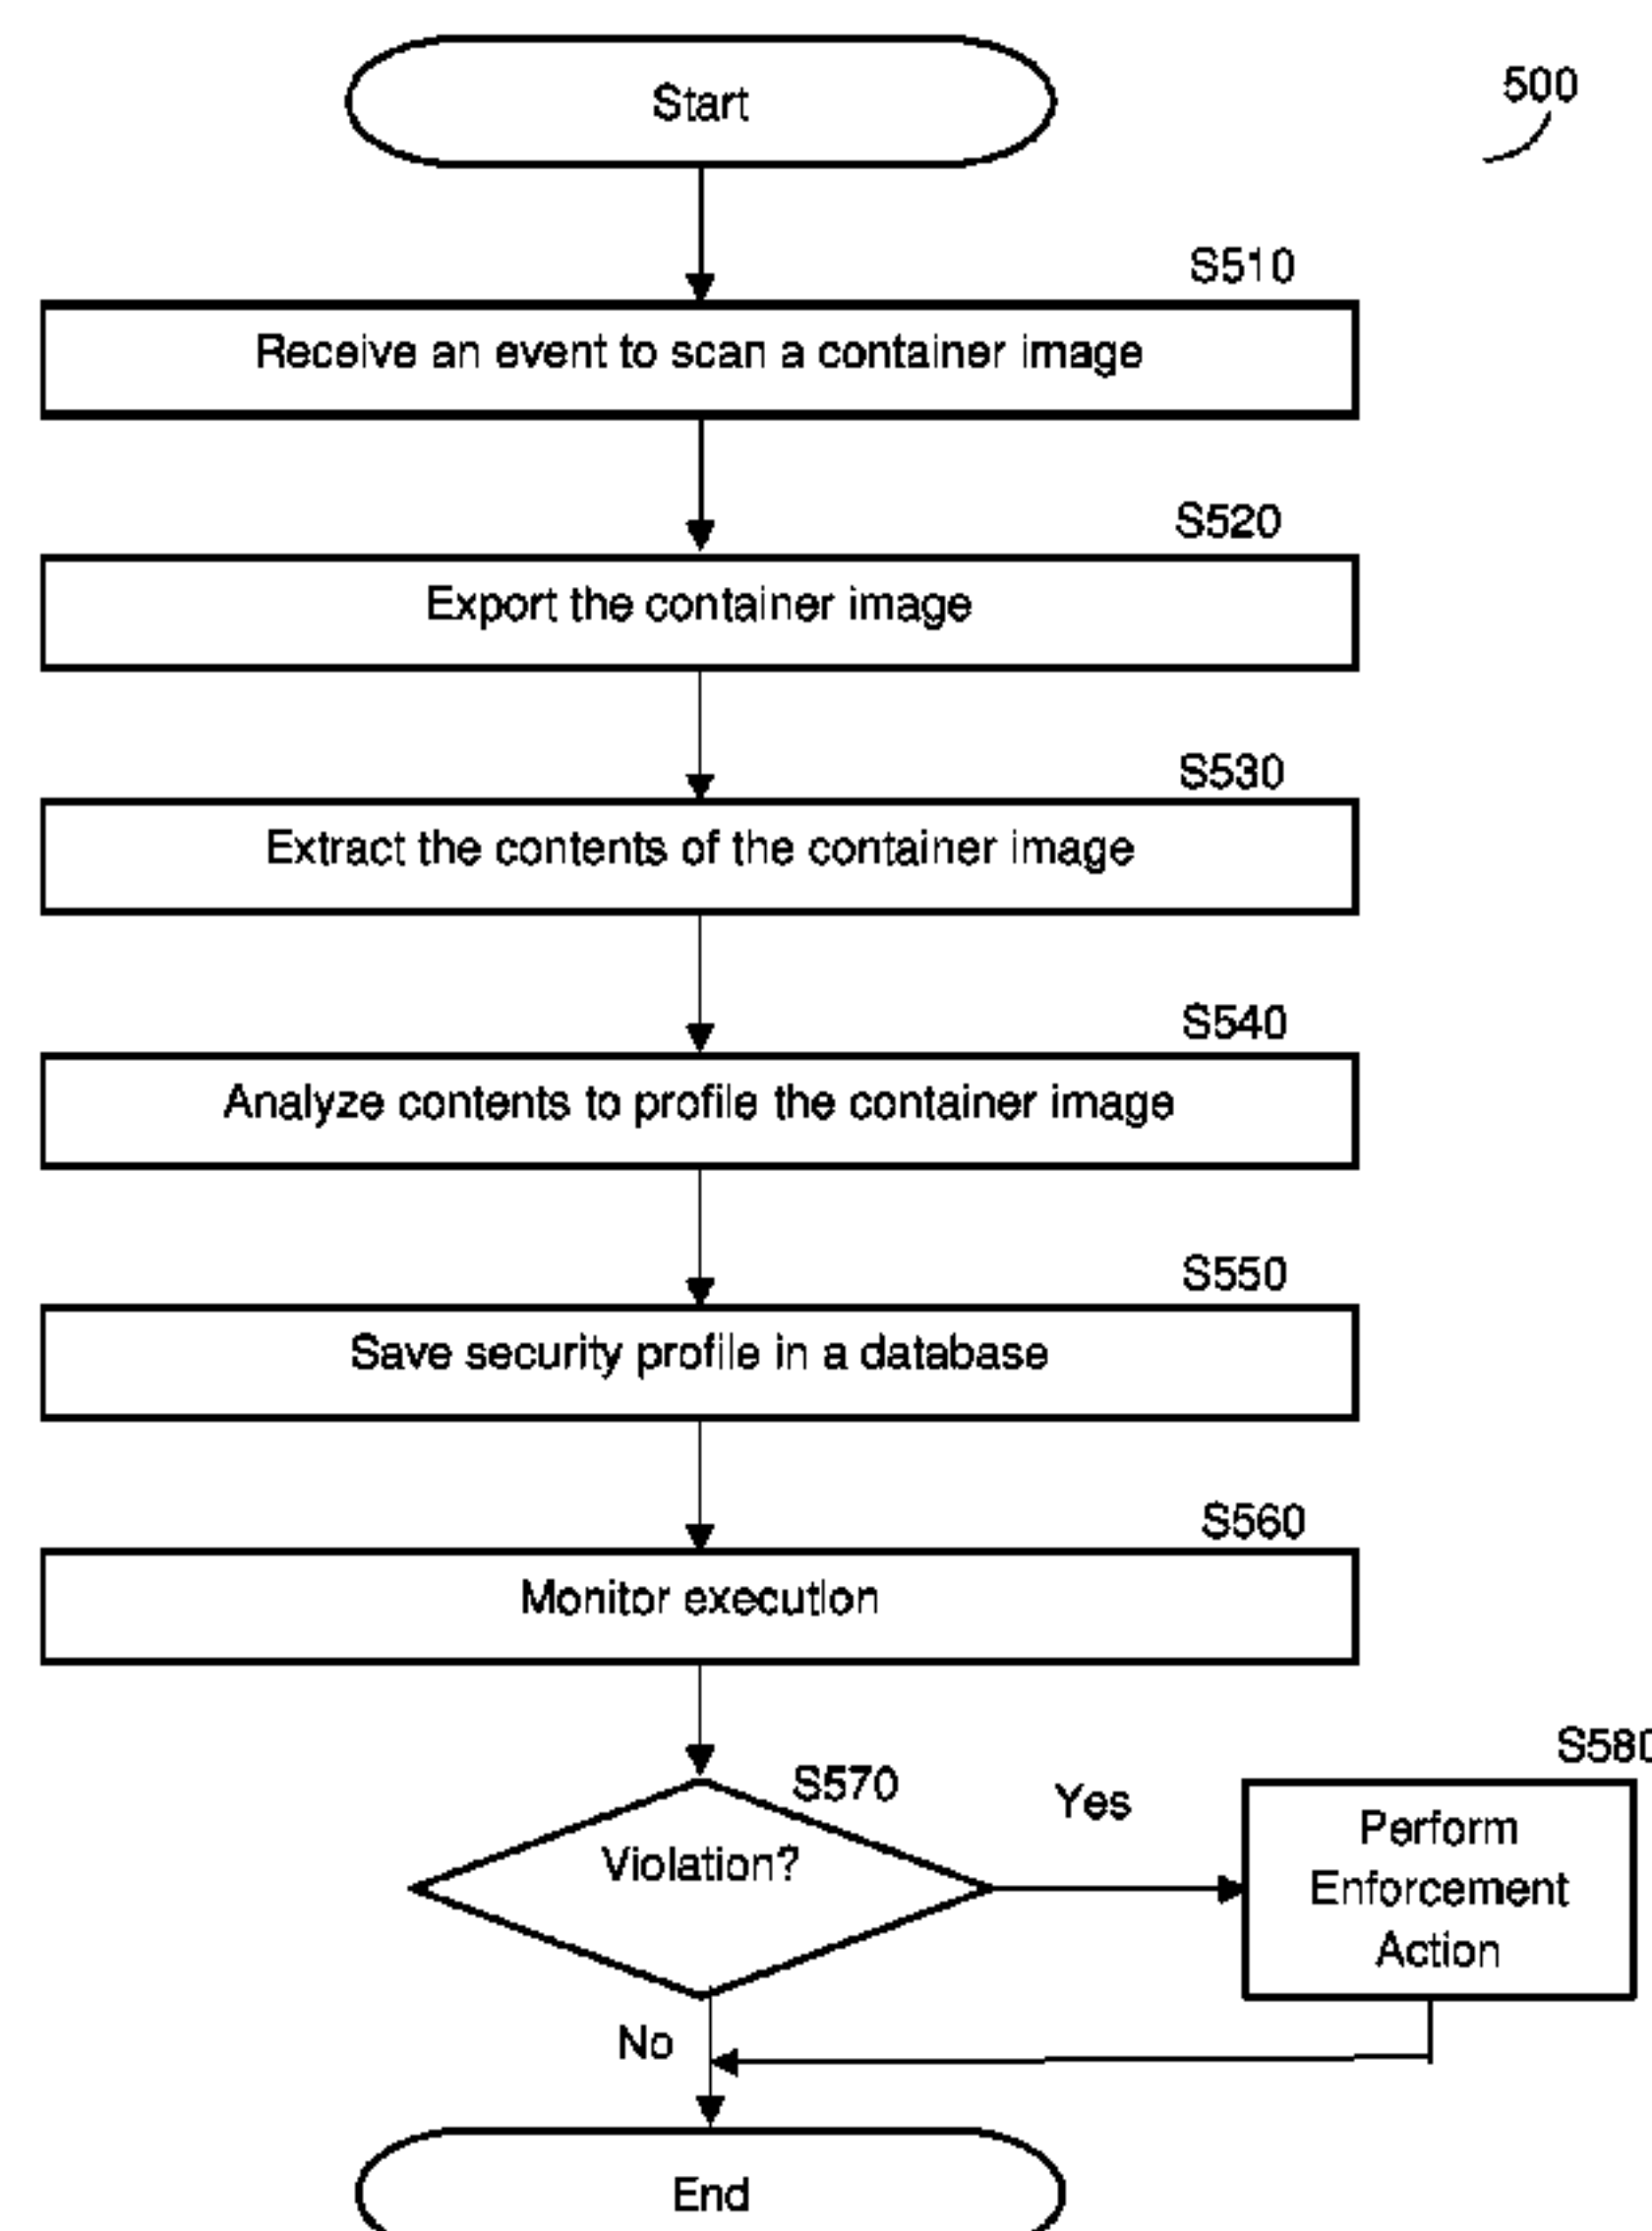 Start
500
S510
Receive an event to scan a container image
S520
Export the container image
S530
Extract the contents of the container image
S540
Analyze contents to profile the container image
S550
Save security profile in a database
S560
Monitor execution
S570
Violation?
Yes
S580
Perform
Enforcement
Action
No
End